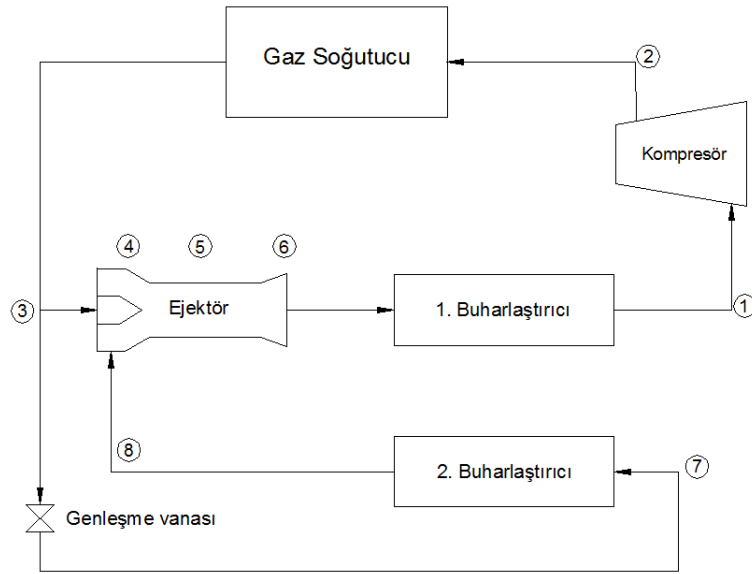 Gaz Soğutucu
2
Kompresör
4
5
6
3
Ejektör
1. Buharlaştırıcı
1
8
2. Buharlaştırıcı
7
Genleşme vanası